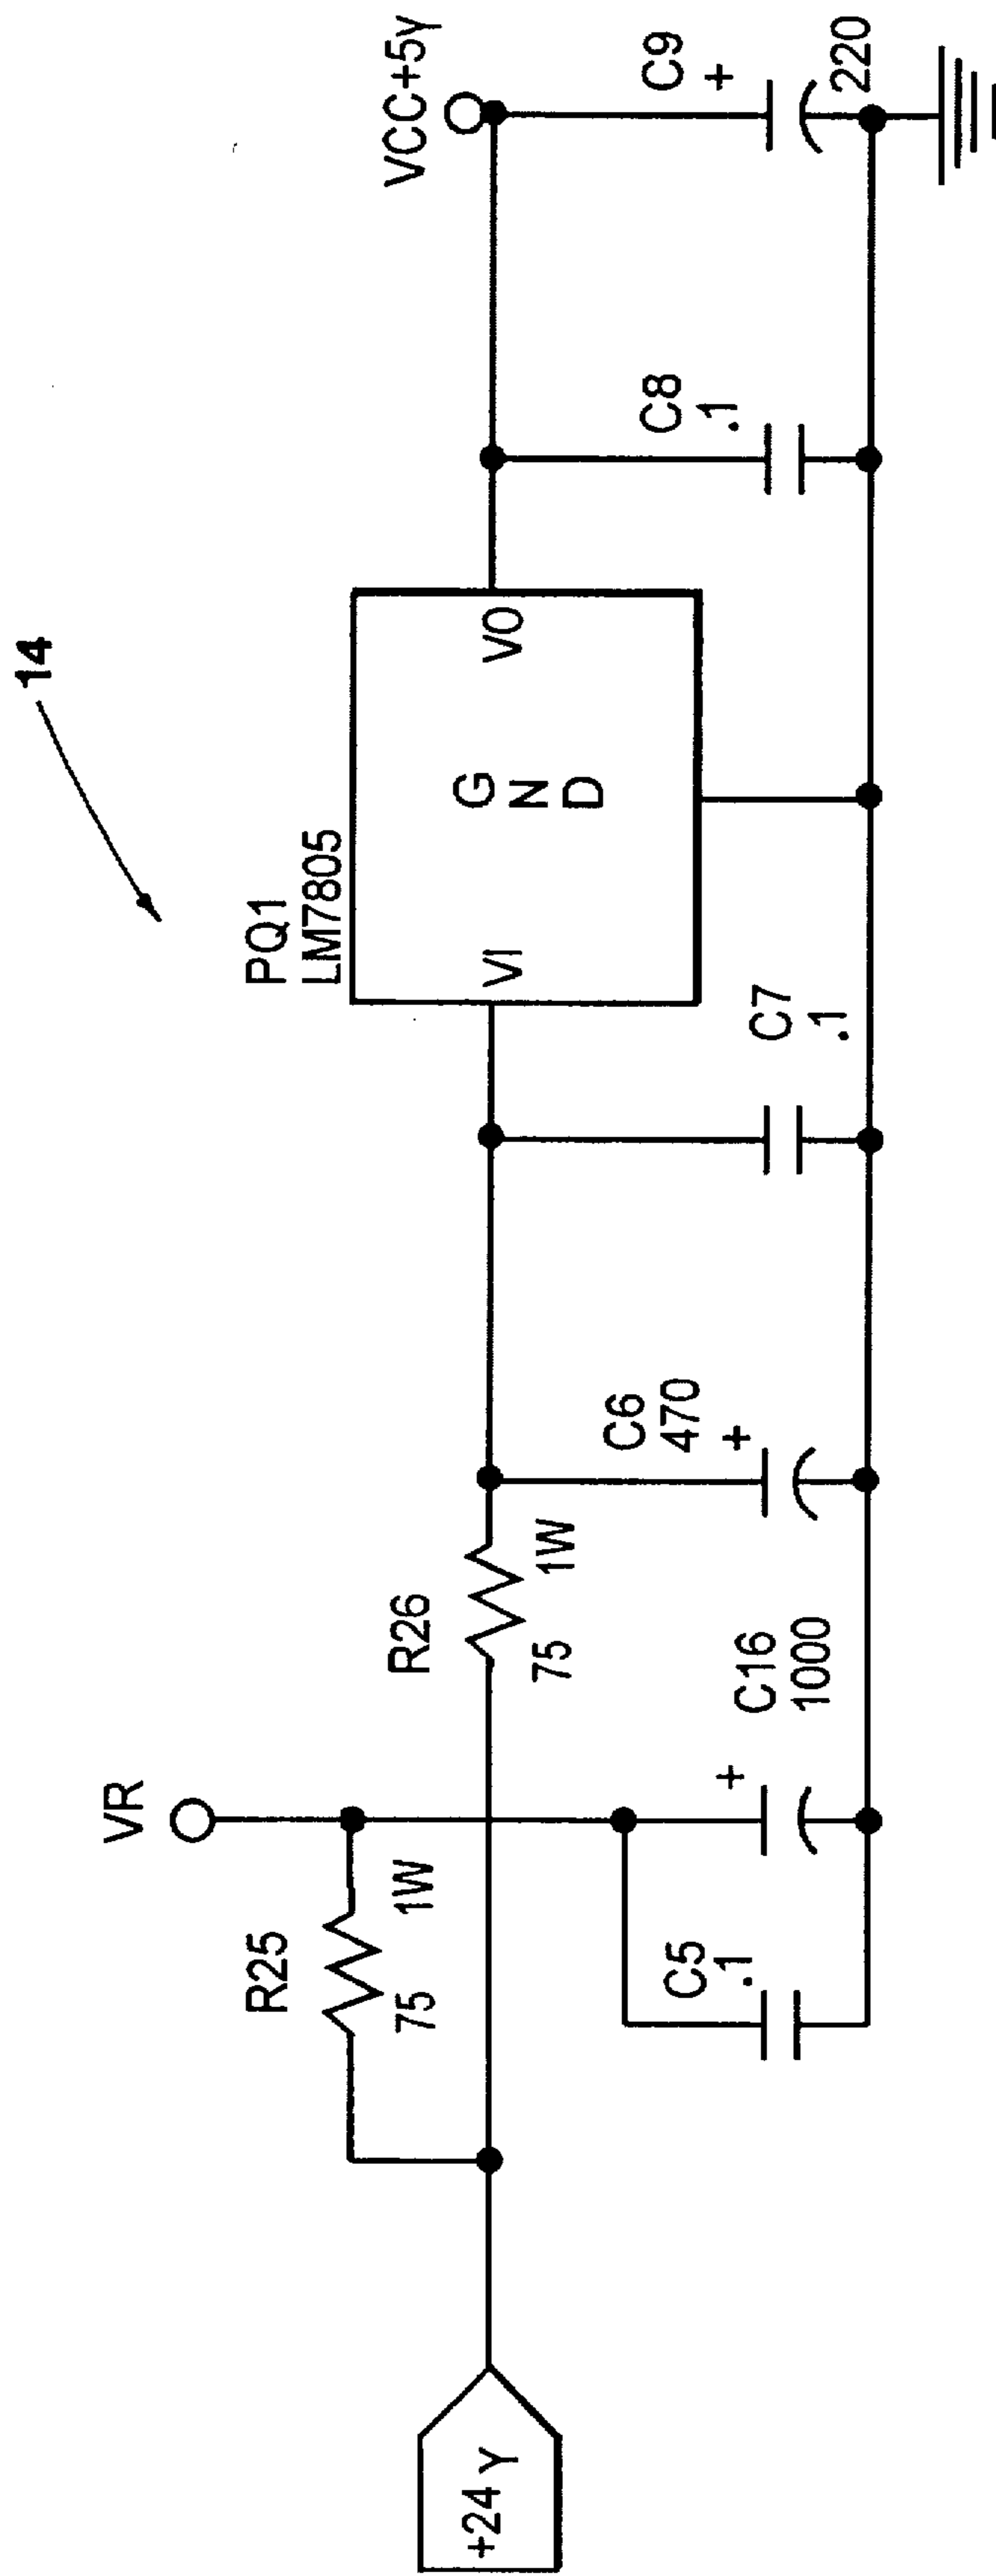 14
VR
R25
75
1W
+24 Y
R26
75
1W
C5
.1
+
C16
1000
C6
470
+
PQ1
LM7805
VI
G
N
D
VO
C7
.1
C8
.1
VCC+5γ
C9
+
220